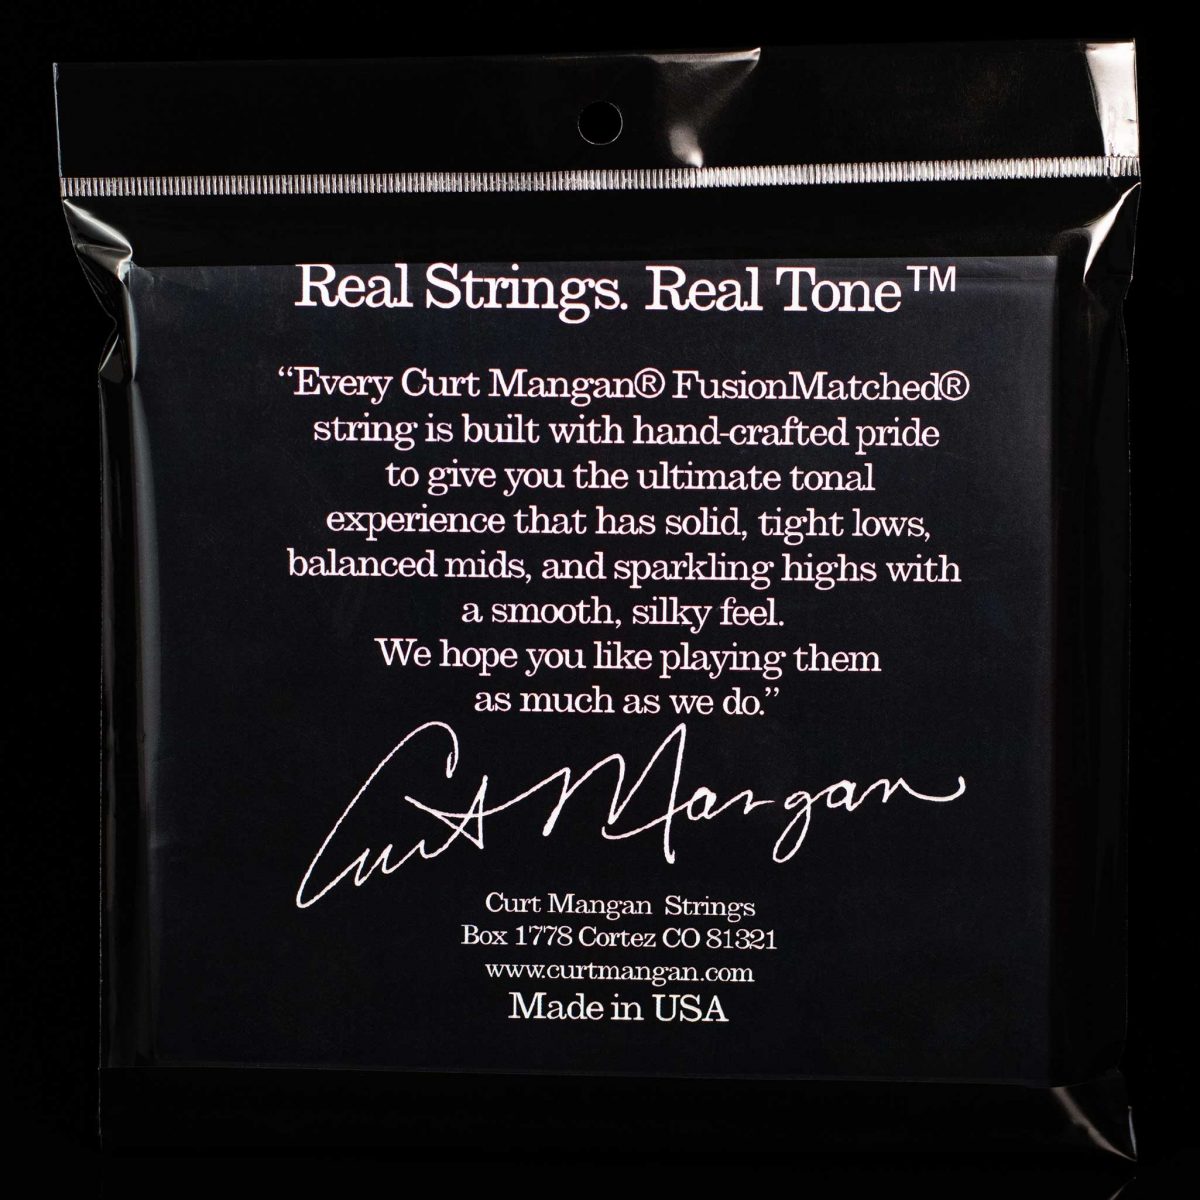 Real Strings. Real Tone™
“Every Curt Mangan® FusionMatched®
string is built with hand-crafted pride
to give you the ultimate tonal
experience that has solid, tight lows,
balanced mids, and sparkling highs with
a smooth, silky feel.
We hope you like playing them
as much as we do.”
Curt Mangan
Curt Mangan Strings
Box 1778 Cortez CO 81321
www.curtmangan.com
Made in USA